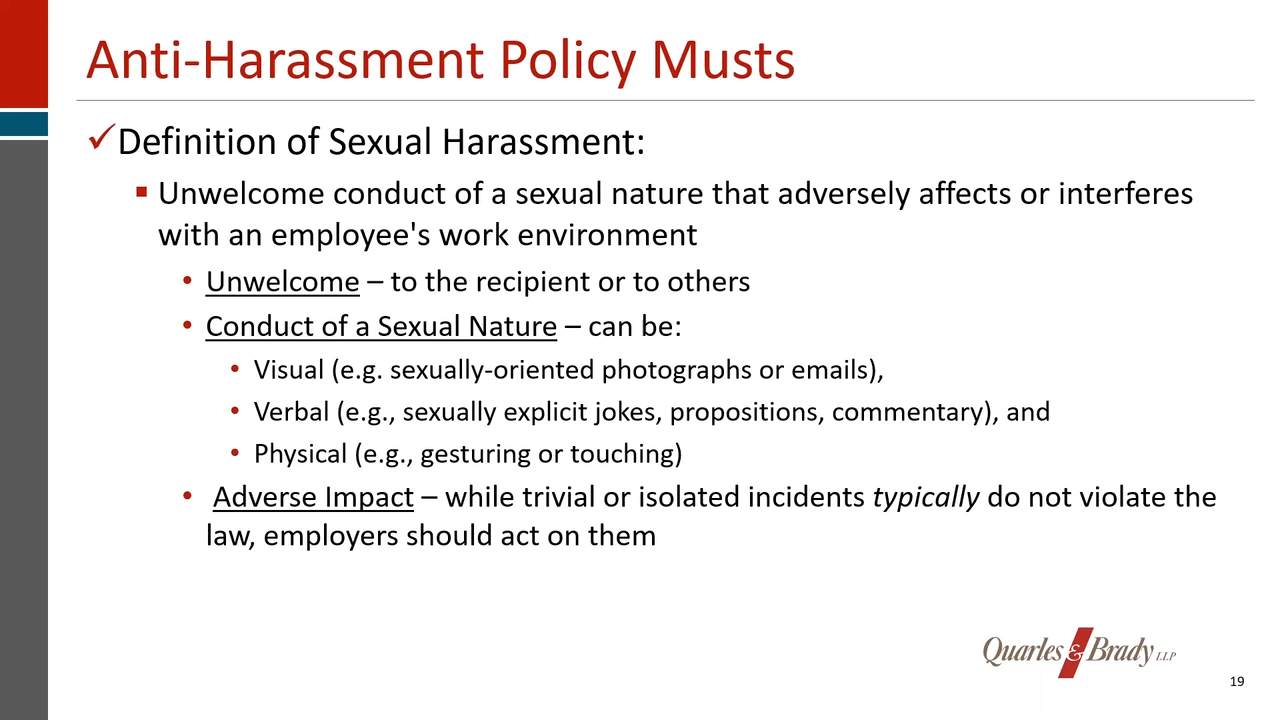 Anti-Harassment Policy Musts
✓Definition of Sexual Harassment:
▪ Unwelcome conduct of a sexual nature that adversely affects or interferes
with an employee's work environment
• Unwelcome – to the recipient or to others
• Conduct of a Sexual Nature – can be:
• Visual (e.g. sexually-oriented photographs or emails),
• Verbal (e.g., sexually explicit jokes, propositions, commentary), and
• Physical (e.g., gesturing or touching)
• Adverse Impact – while trivial or isolated incidents typically do not violate the
law, employers should act on them
Quarles & Brady LLP
19